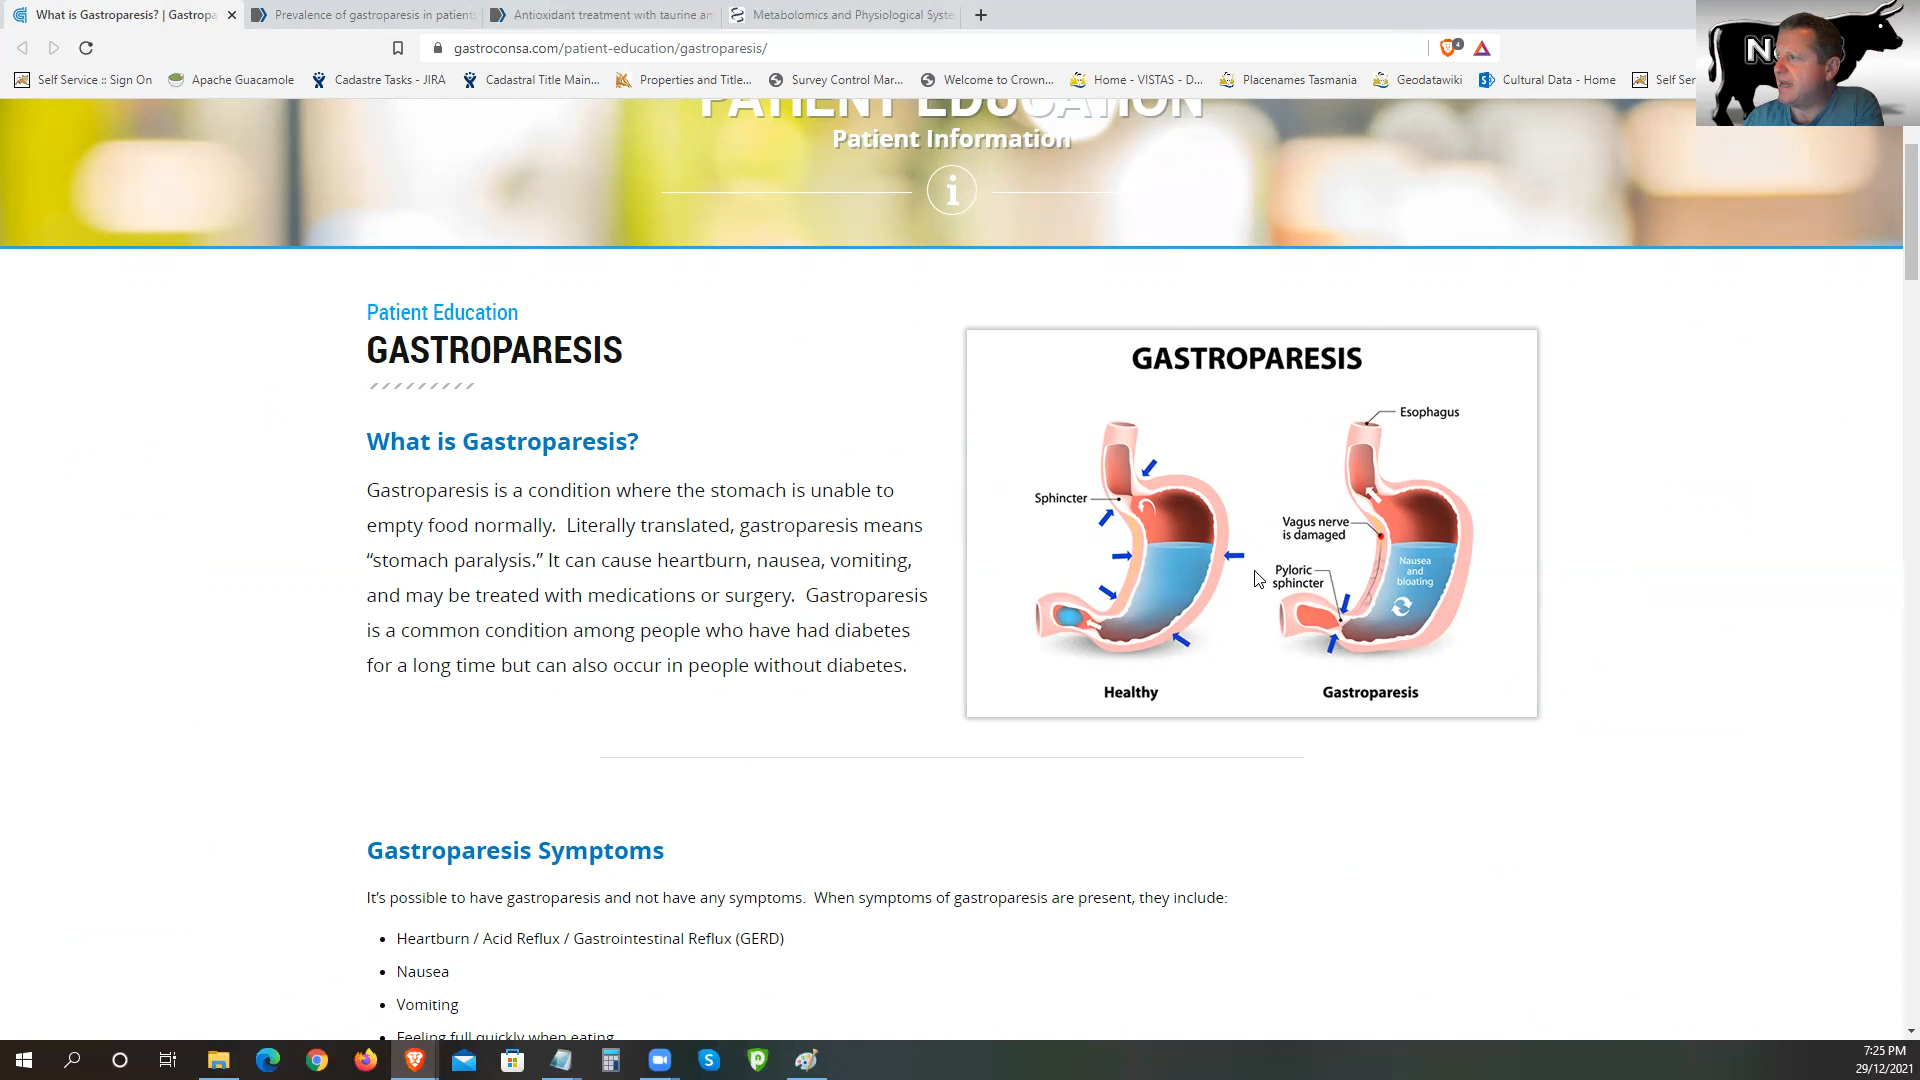 What is Gastroparesis? | Gastropa
Prevalence of gastroparesis in patient
Antioxidant treatment with taurine an
Metabolomics and Physiological Syste
gastroconsa.com/patient-education/gastroparesis/
4
Self Service :: Sign On
Apache Guacamole
Cadastre Tasks - JIRA
Cadastral Title Main...
Properties and Title...
Survey Control Mar...
Welcome to Crown...
Home - VISTAS - D...
Placenames Tasmania
Geodatawiki
Cultural Data - Home
Self Ser
PATIENT EDUCATION
Patient Information
Patient Education
GASTROPARESIS
What is Gastroparesis?
Gastroparesis is a condition where the stomach is unable to
empty food normally. Literally translated, gastroparesis means
“stomach paralysis.” It can cause heartburn, nausea, vomiting,
and may be treated with medications or surgery. Gastroparesis
is a common condition among people who have had diabetes
for a long time but can also occur in people without diabetes.
GASTROPARESIS
Esophagus
Sphincter
Vagus nerve
is damaged
Pyloric
sphincter
Nausea
and
bloating
Healthy
Gastroparesis
Gastroparesis Symptoms
It’s possible to have gastroparesis and not have any symptoms. When symptoms of gastroparesis are present, they include:
Heartburn / Acid Reflux / Gastrointestinal Reflux (GERD)
Nausea
Vomiting
Feeling full quickly when eating
7:25 PM
29/12/2021